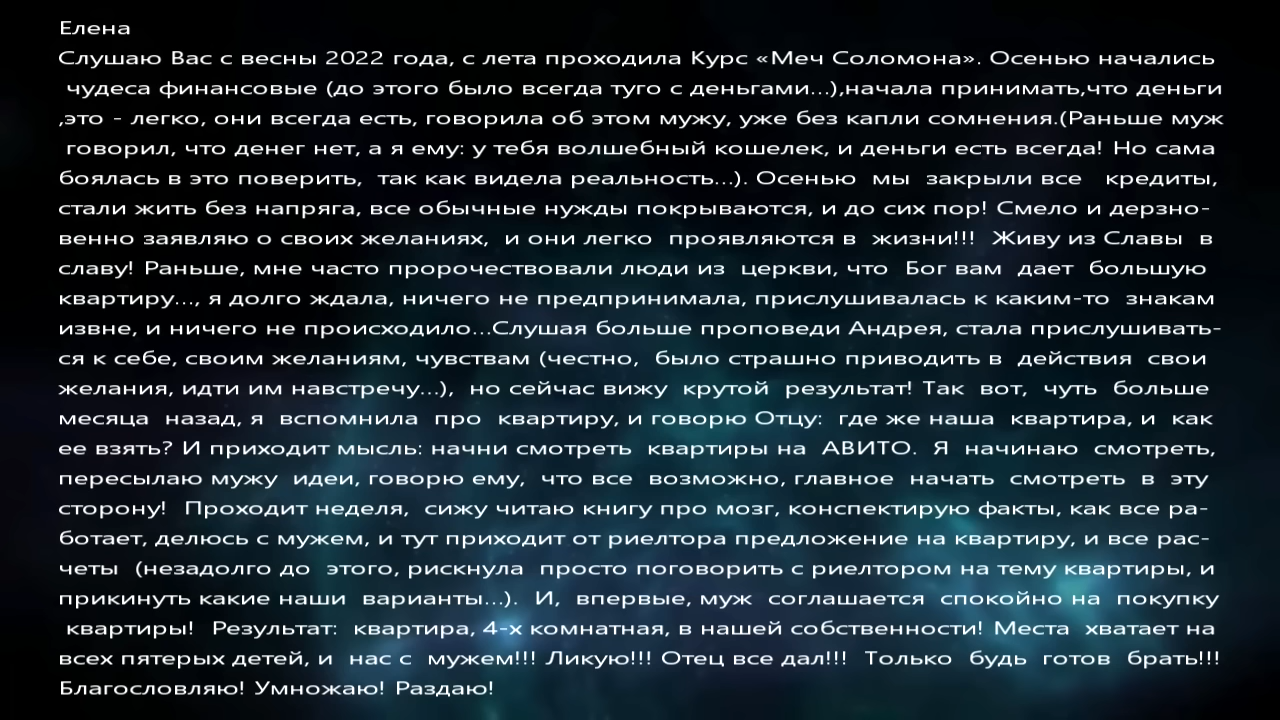 Елена
Слушаю Вас с весны 2022 года, с лета проходила Курс «Меч Соломона». Осенью начались
чудеса финансовые (до этого было всегда туго с деньгами...),начала принимать,что деньги
,это - легко, они всегда есть, говорила об этом мужу, уже без капли сомнения.(Раньше муж
говорил, что денег нет, а я ему: у тебя волшебный кошелек, и деньги есть всегда! Но сама
боялась в это поверить, так как видела реальность...). Осенью мы закрыли все кредиты,
стали жить без напряга, все обычные нужды покрываются, и до сих пор! Смело и дерзно-
венно заявляю о своих желаниях, и они легко проявляются в жизни!!! Живу из Славы в
славу! Раньше, мне часто пророчествовали люди из церкви, что Бог вам дает большую
квартиру..., я долго ждала, ничего не предпринимала, прислушивалась к каким-то знакам
извне, и ничего не происходило...Слушая больше проповеди Андрея, стала прислушивать-
ся к себе, своим желаниям, чувствам (честно, было страшно приводить в действия свои
желания, идти им навстречу...), но сейчас вижу крутой результат! Так вот, чуть больше
месяца назад, я вспомнила про квартиру, и говорю Отцу: где же наша квартира, и как
ее взять? И приходит мысль: начни смотреть квартиры на АВИТО. Я начинаю смотреть,
пересылаю мужу идеи, говорю ему, что все возможно, главное начать смотреть в эту
сторону! Проходит неделя, сижу читаю книгу про мозг, конспектирую факты, как все ра-
ботает, делюсь с мужем, и тут приходит от риелтора предложение на квартиру, и все рас-
четы (незадолго до этого, рискнула просто поговорить с риелтором на тему квартиры, и
прикинуть какие наши варианты...). И, впервые, муж соглашается спокойно на покупку
квартиры! Результат: квартира, 4-х комнатная, в нашей собственности! Места хватает на
всех пятерых детей, и нас с мужем!!! Ликую!!! Отец все дал!!! Только будь готов брать!!!
Благословляю! Умножаю! Раздаю!